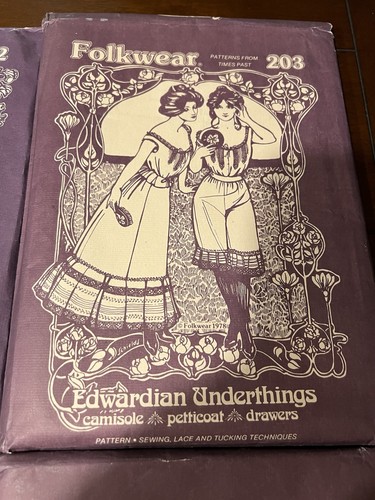 Folkwear
PATTERNS FROM
TIMES PAST
203
2
© Folkwear 1978
Edwardian Underthings
camisole petticoat drawers
PATTERN • SEWING, LACE AND TUCKING TECHNIQUES